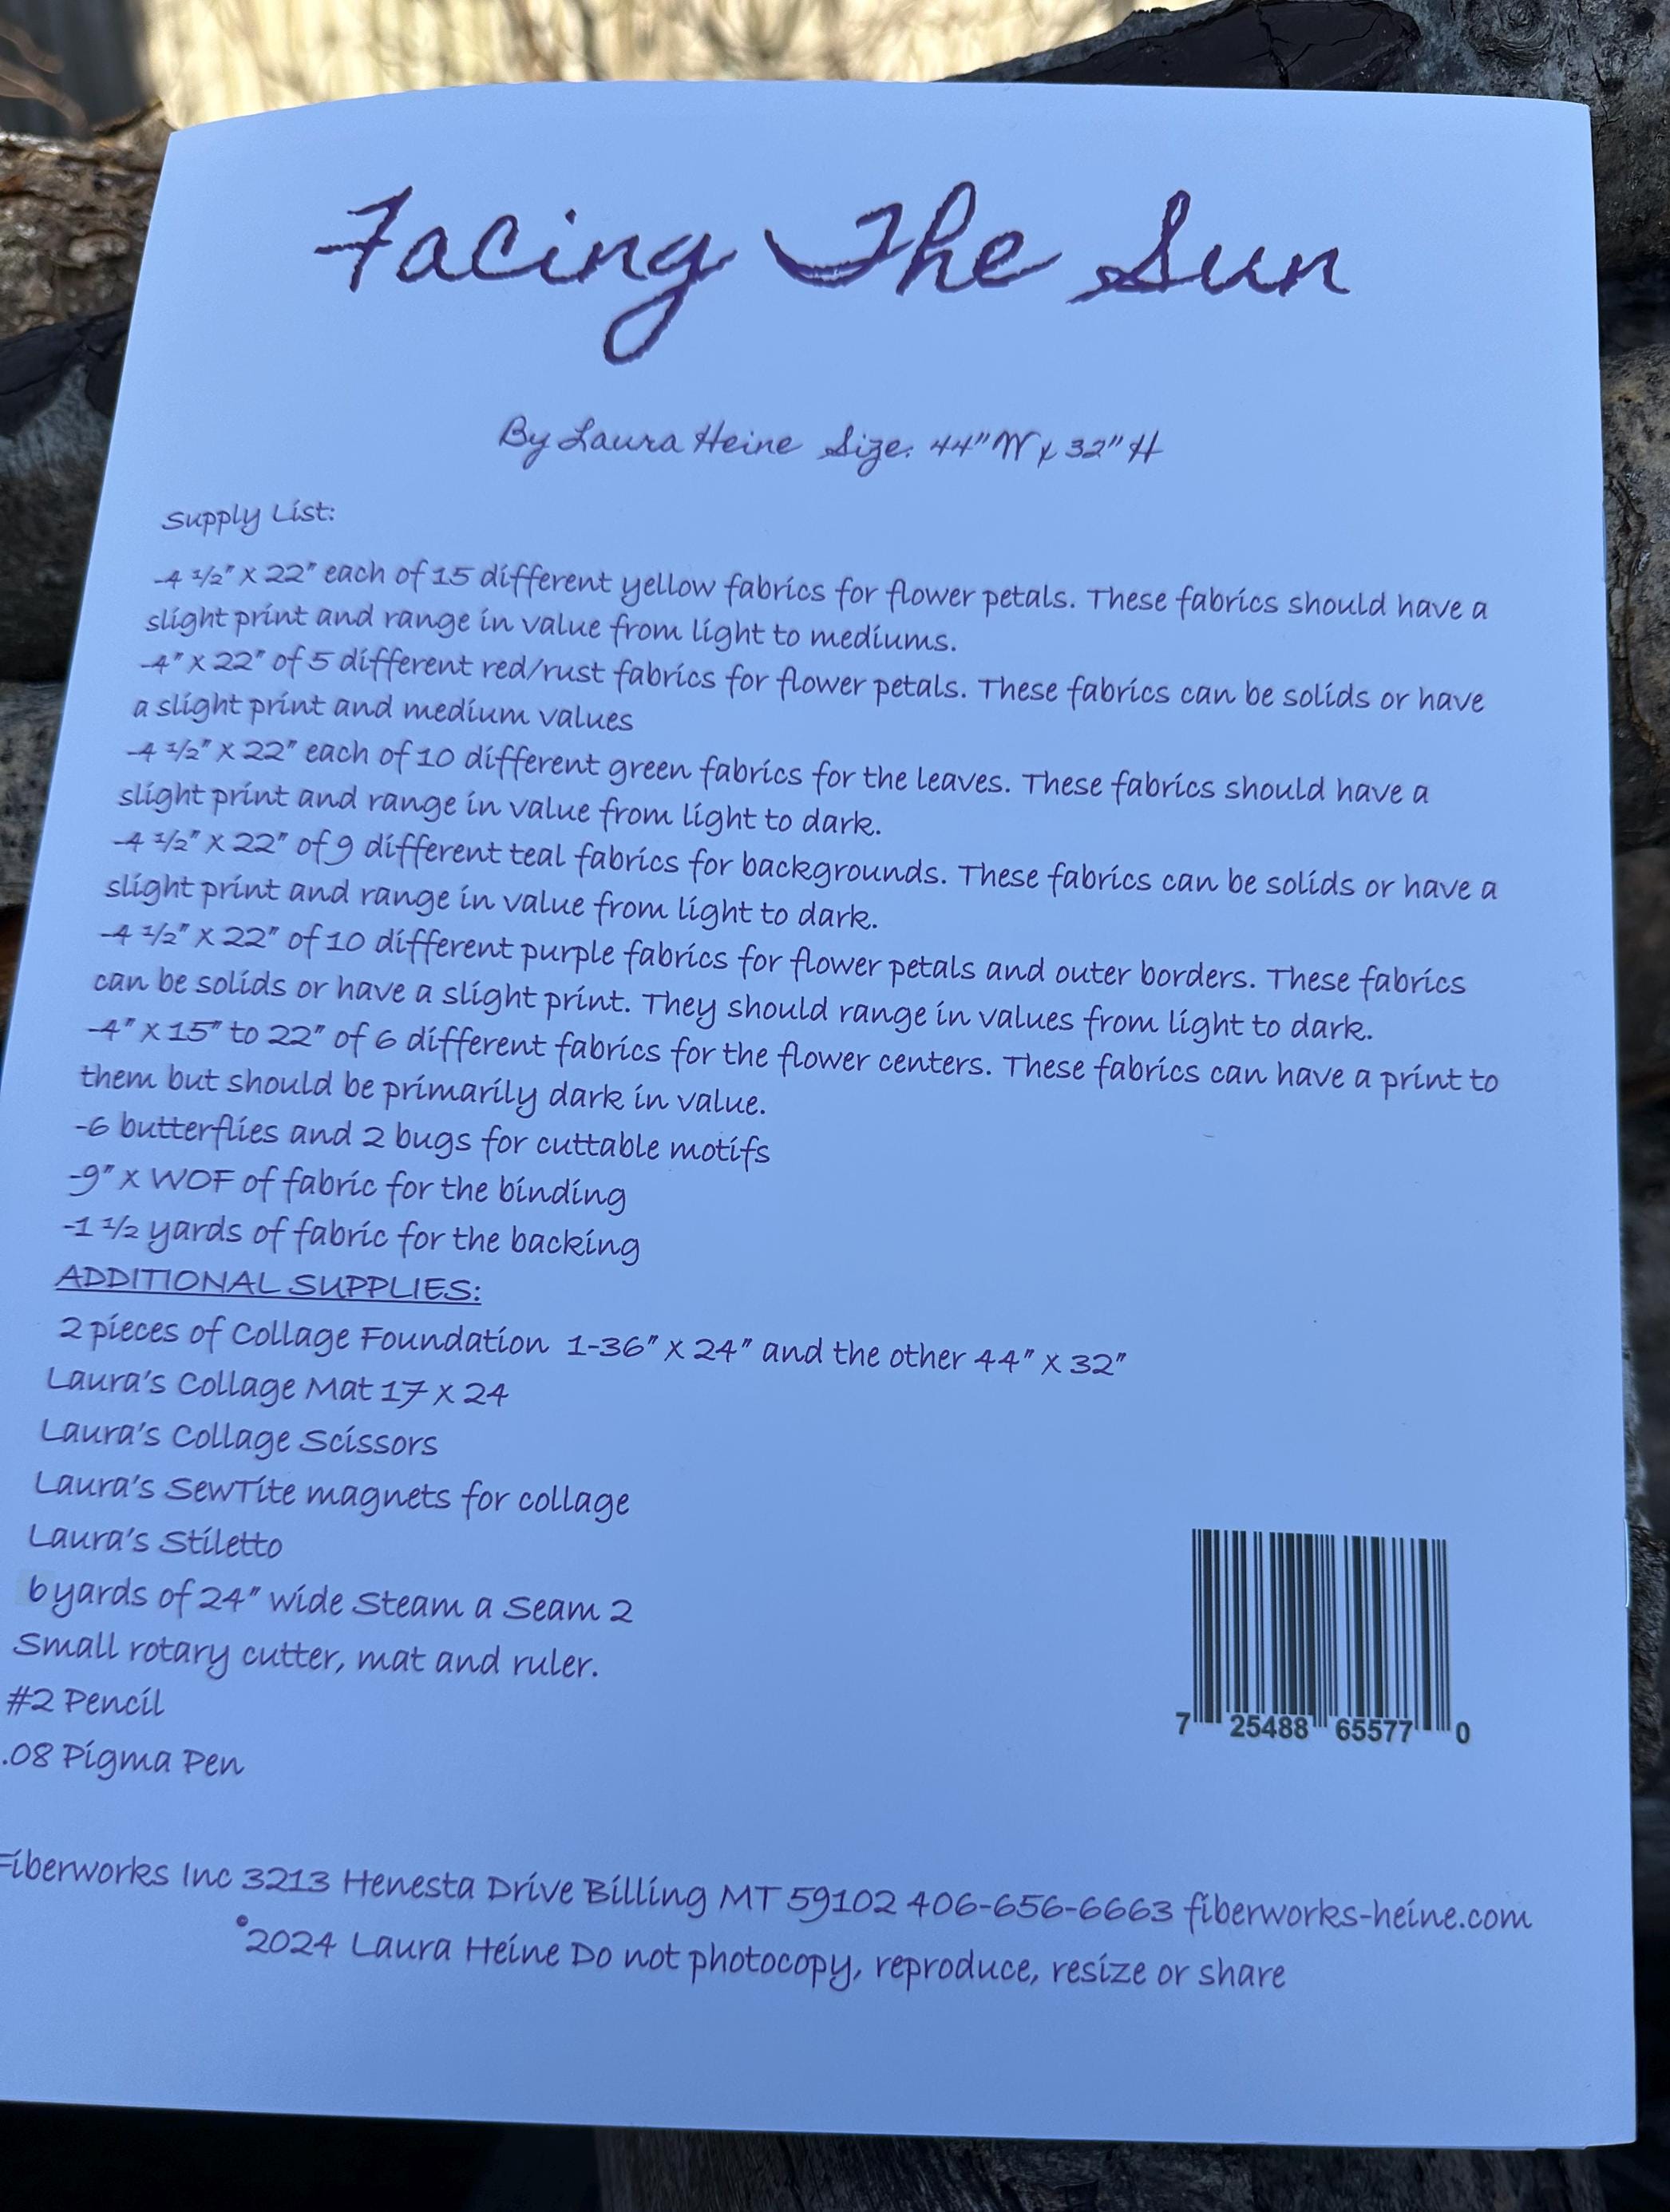 Facing The Sun
By Laura Heine Size: 44" W x 32" H
Supply List:
-4 1/2" X 22" each of 15 different yellow fabrics for flower petals. These fabrics should have a
slight print and range in value from light to mediums.
-4" X 22" of 5 different red/rust fabrics for flower petals. These fabrics can be solids or have
a slight print and medium values
-4 1/2" X 22" each of 10 different green fabrics for the leaves. These fabrics should have a
slight print and range in value from light to dark.
-4 1/2" X 22" of 9 different teal fabrics for backgrounds. These fabrics can be solids or have a
slight print and range in value from light to dark.
-4 1/2" X 22" of 10 different purple fabrics for flower petals and outer borders. These fabrics
can be solids or have a slight print. They should range in values from light to dark.
-4" X 15" to 22" of 6 different fabrics for the flower centers. These fabrics can have a print to
them but should be primarily dark in value.
-6 butterflies and 2 bugs for cuttable motifs
-9" X WOF of fabric for the binding
-1 1/2 yards of fabric for the backing
ADDITIONAL SUPPLIES:
2 pieces of Collage Foundation 1-36" X 24" and the other 44" X 32"
Laura's Collage Mat 17 X 24
Laura's Collage Scissors
Laura's SewTite magnets for collage
Laura's Stiletto
6 yards of 24" wide Steam a Seam 2
Small rotary cutter, mat and ruler.
#2 Pencil
.08 Pigma Pen
7 25488 65577 0
Fiberworks Inc 3213 Henesta Drive Billing MT 59102 406-656-6663 fiberworks-heine.com
©2024 Laura Heine Do not photocopy, reproduce, resize or share